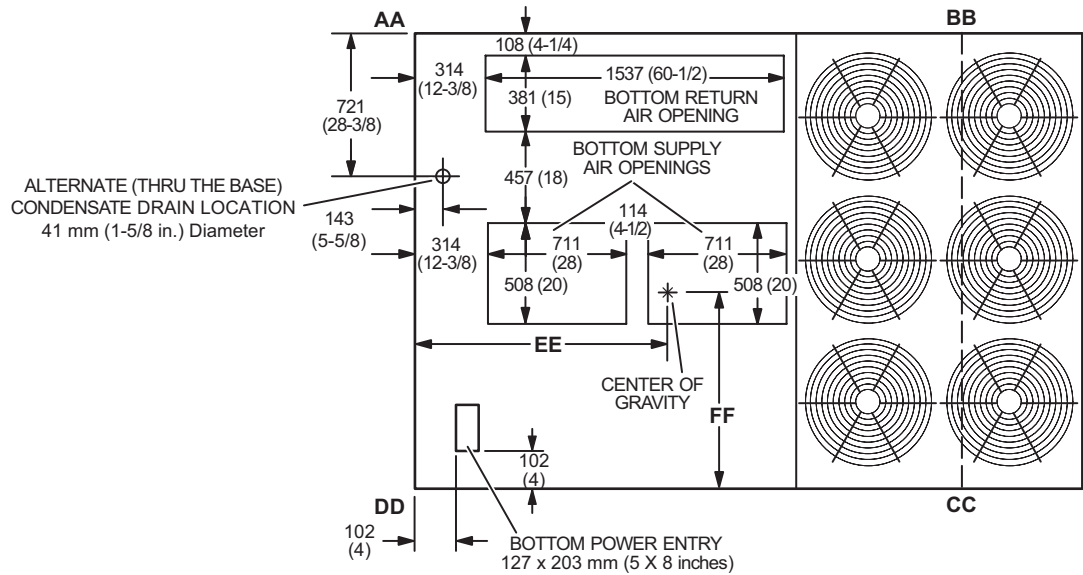 AA
BB
108 (4-1/4)
314
(12-3/8)
1537 (60-1/2)
381 (15)
BOTTOM RETURN
AIR OPENING
721
(28-3/8)
BOTTOM SUPPLY
AIR OPENINGS
457 (18)
ALTERNATE (THRU THE BASE)
CONDENSATE DRAIN LOCATION
41 mm (1-5/8 in.) Diameter
143
(5-5/8)
314
(12-3/8)
114
(4-1/2)
711
(28)
711
(28)
508 (20)
508 (20)
EE
CENTER OF
GRAVITY
FF
102
(4)
DD
CC
102
(4)
BOTTOM POWER ENTRY
127 x 203 mm (5 X 8 inches)